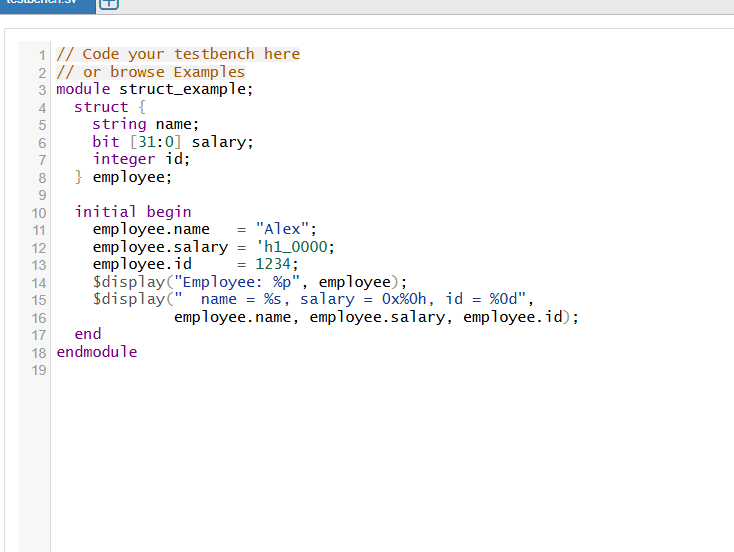 testbench.sv
1 // Code your testbench here
2 // or browse Examples
3 module struct_example;
4   struct {
5     string name;
6     bit [31:0] salary;
7     integer id;
8   } employee;
9
10   initial begin
11     employee.name   = "Alex";
12     employee.salary = 'h1_0000;
13     employee.id     = 1234;
14     $display("Employee: %p", employee);
15     $display("  name = %s, salary = 0x%0h, id = %0d",
16              employee.name, employee.salary, employee.id);
17   end
18 endmodule
19